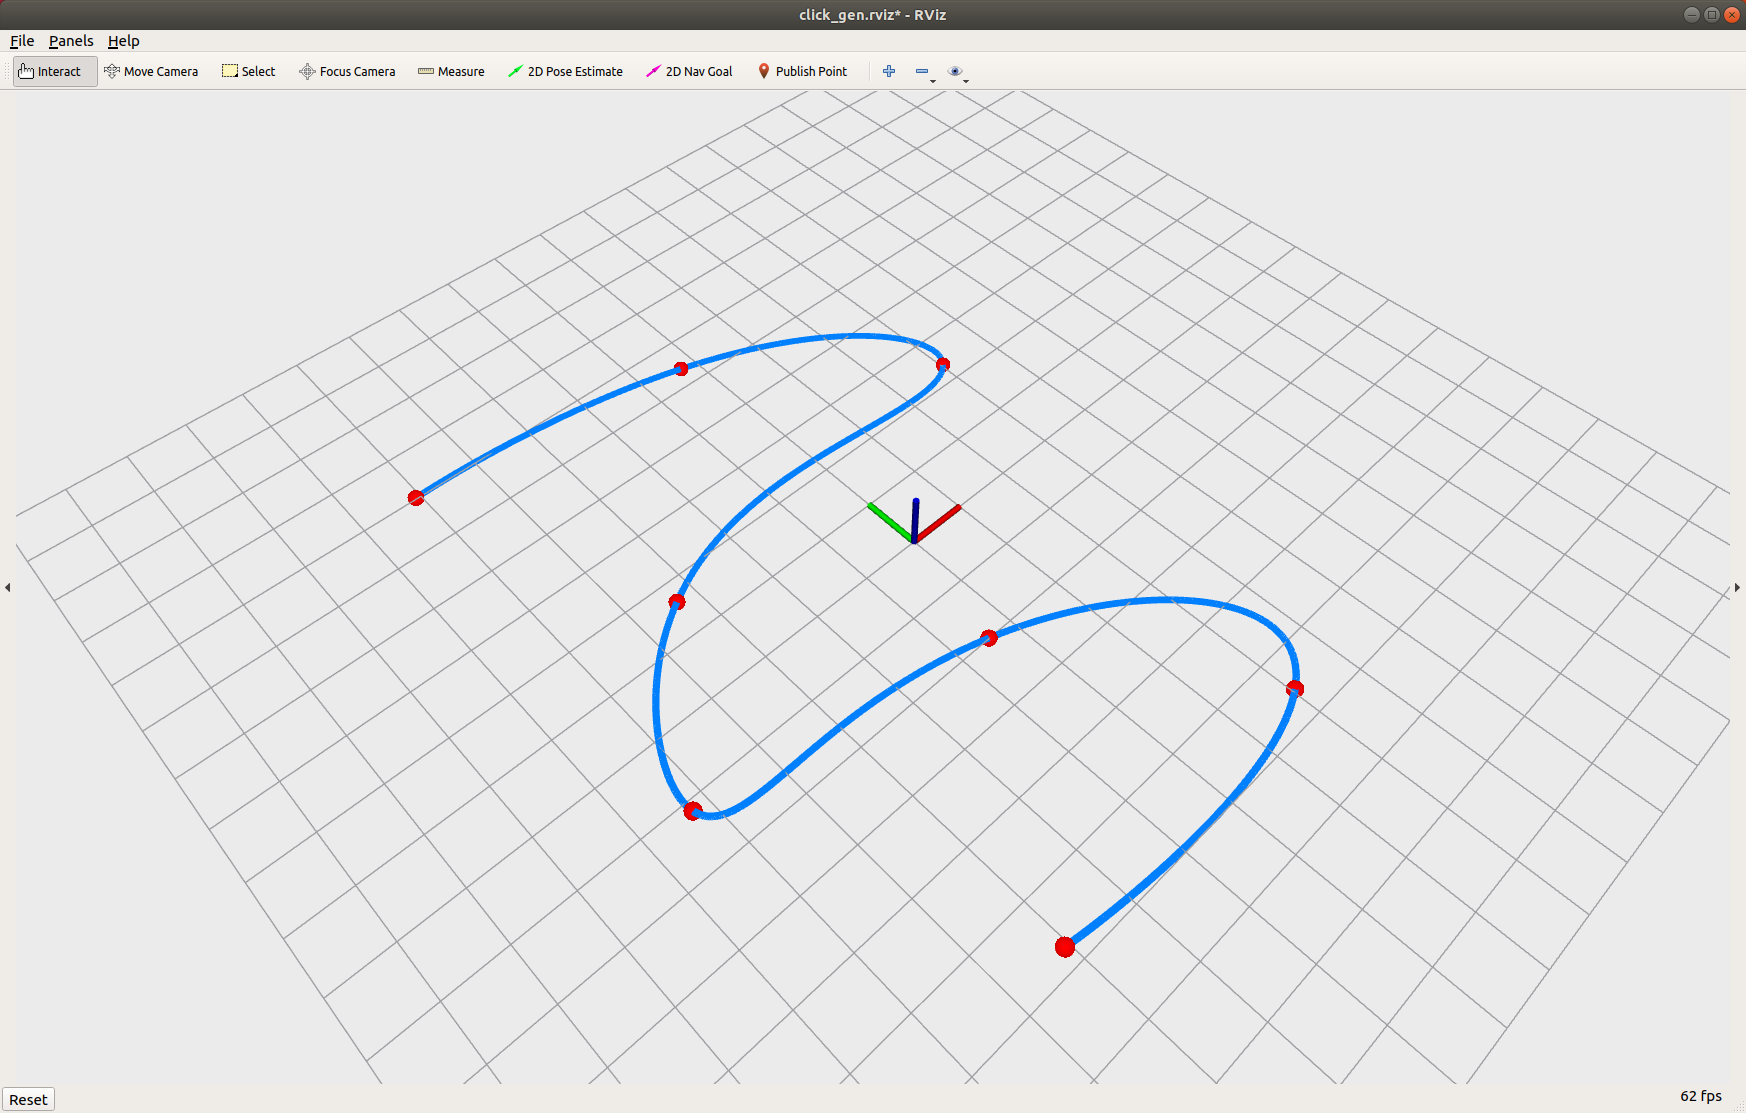 click_gen.rviz* - RViz
File Panels Help
Interact Move Camera Select Focus Camera Measure 2D Pose Estimate 2D Nav Goal Publish Point
Reset 62 fps